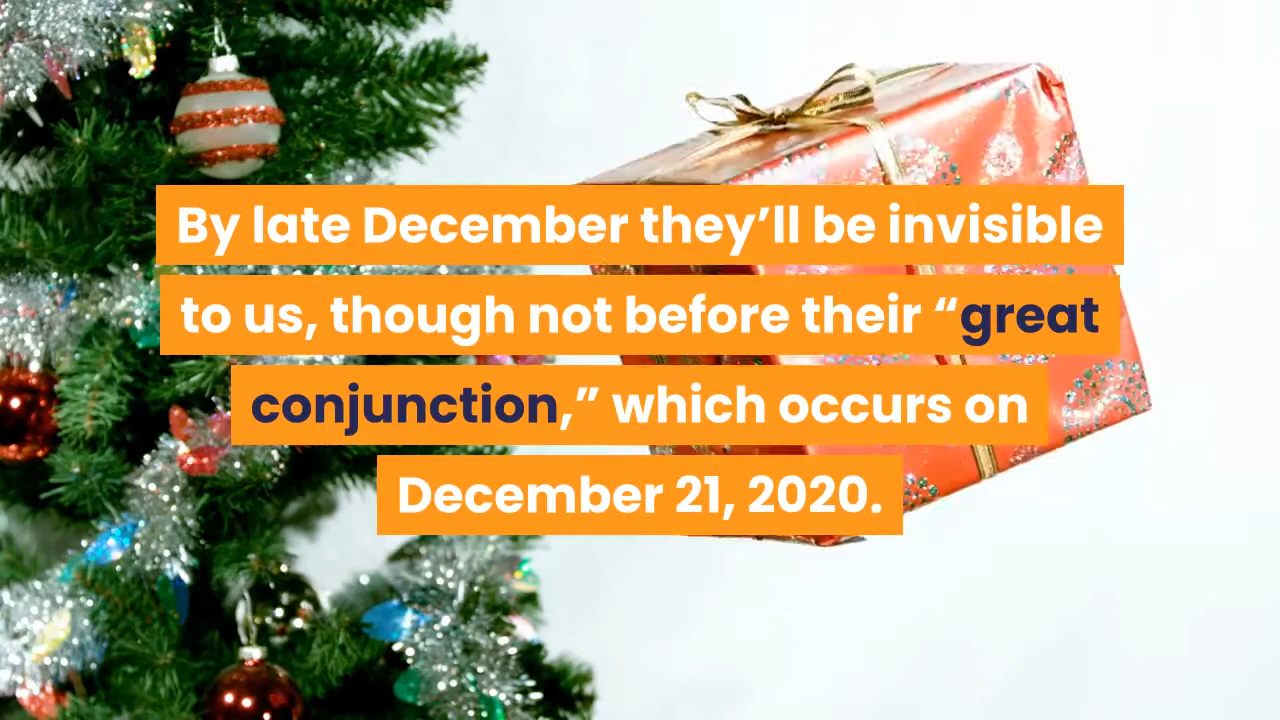 By late December they’ll be invisible
to us, though not before their “great
conjunction,” which occurs on
December 21, 2020.